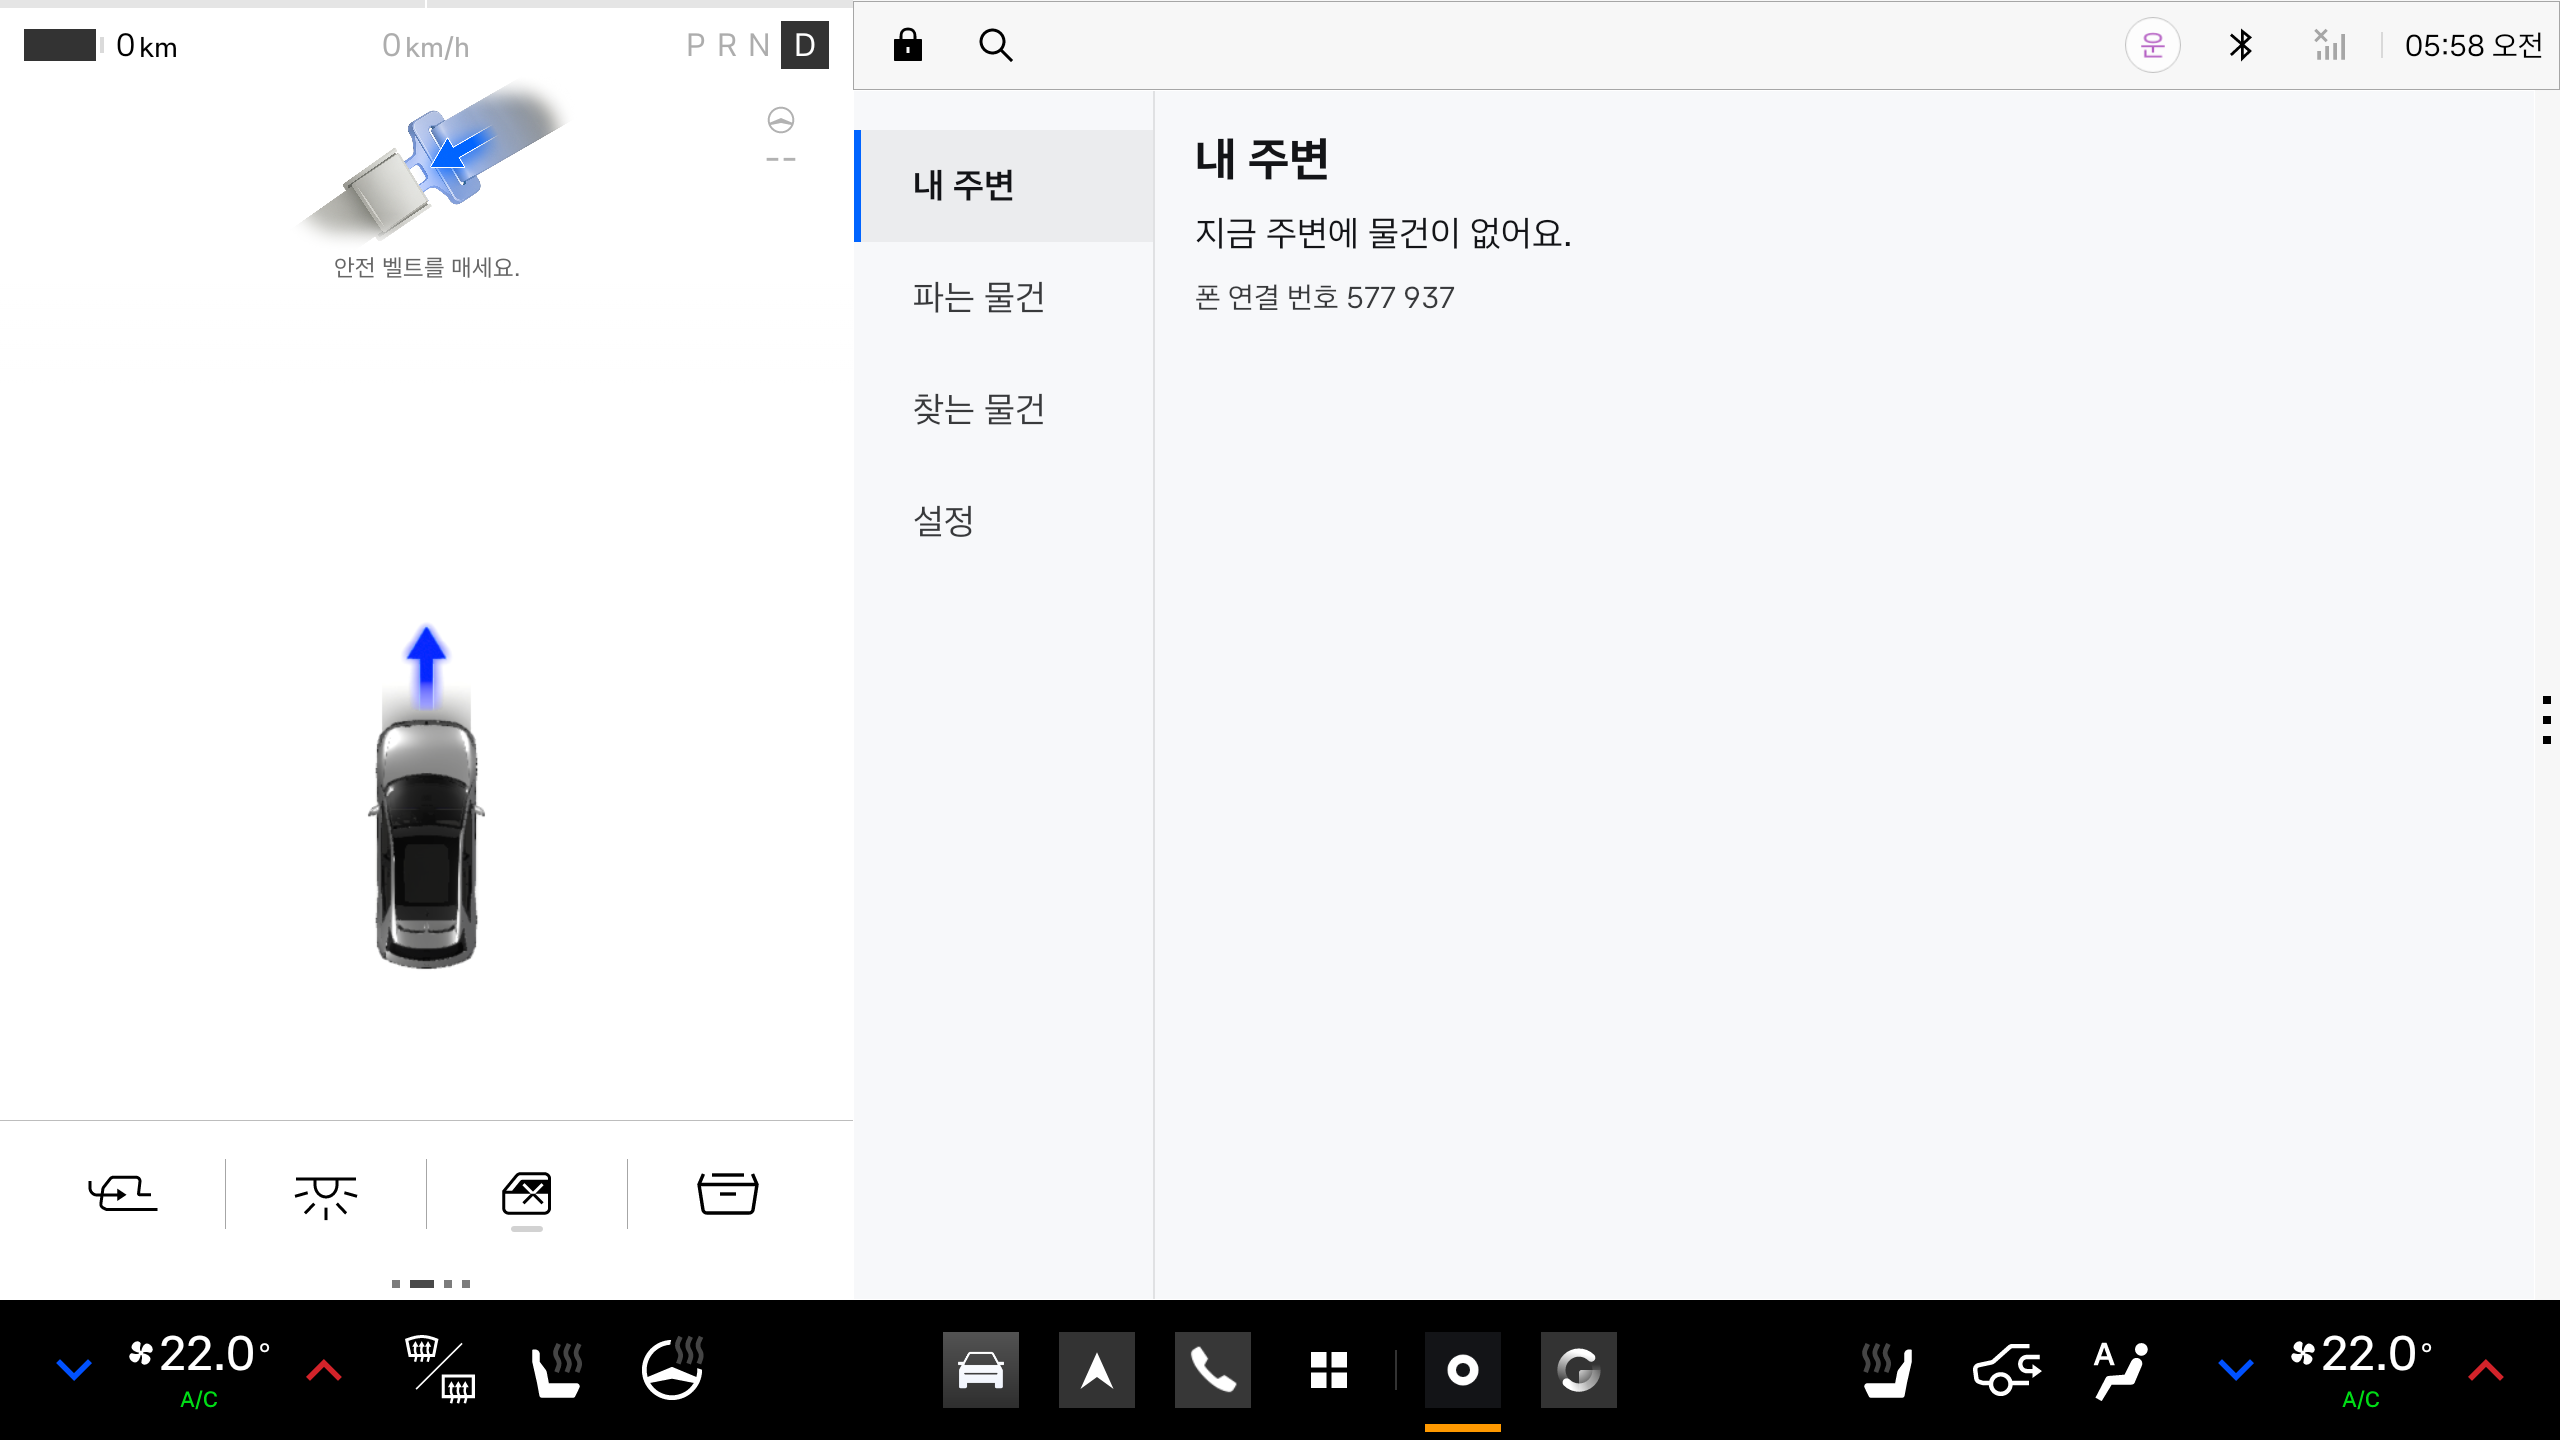 0 km
0 km/h
P R N D
안전 벨트를 매세요.
--
운
05:58 오전
내 주변
파는 물건
찾는 물건
설정
내 주변
지금 주변에 물건이 없어요.
폰 연결 번호 577 937
22.0°
A/C
A
22.0°
A/C